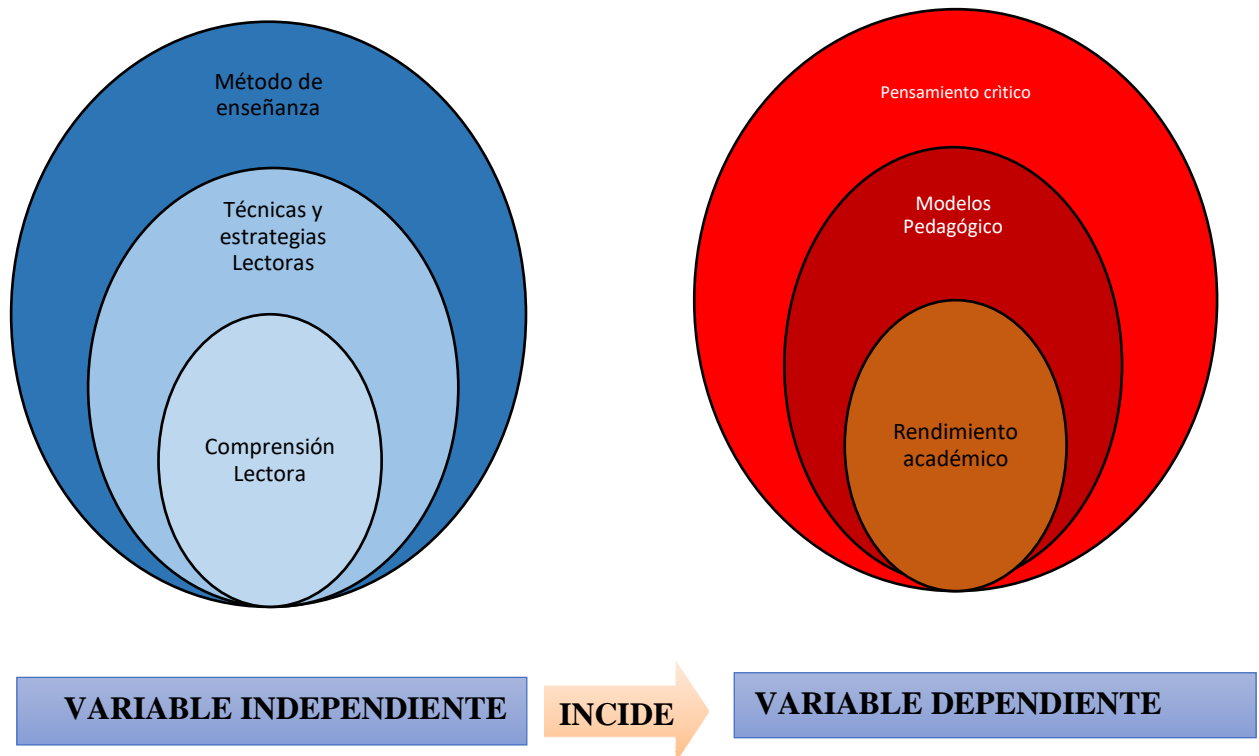 Método de
enseñanza
Técnicas y
estrategias
Lectoras
Comprensión
Lectora
Pensamiento crìtico
Modelos
Pedagógico
Rendimiento
académico
VARIABLE INDEPENDIENTE
INCIDE
VARIABLE DEPENDIENTE